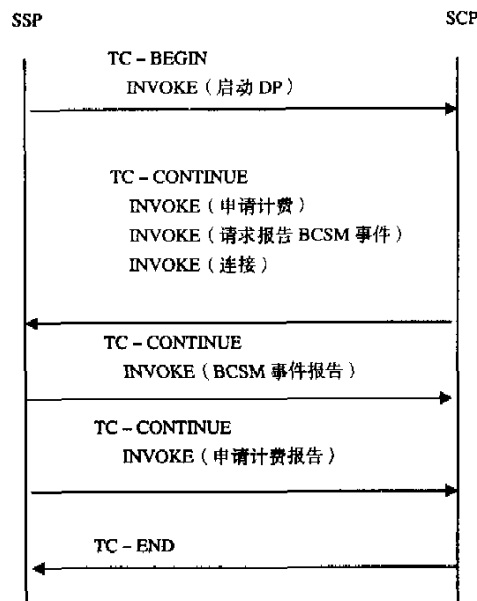 SSP SCP
TC – BEGIN
INVOKE（启动 DP）
TC – CONTINUE
INVOKE（申请计费）
INVOKE（请求报告 BCSM 事件）
INVOKE（连接）
TC – CONTINUE
INVOKE（BCSM 事件报告）
TC – CONTINUE
INVOKE（申请计费报告）
TC – END